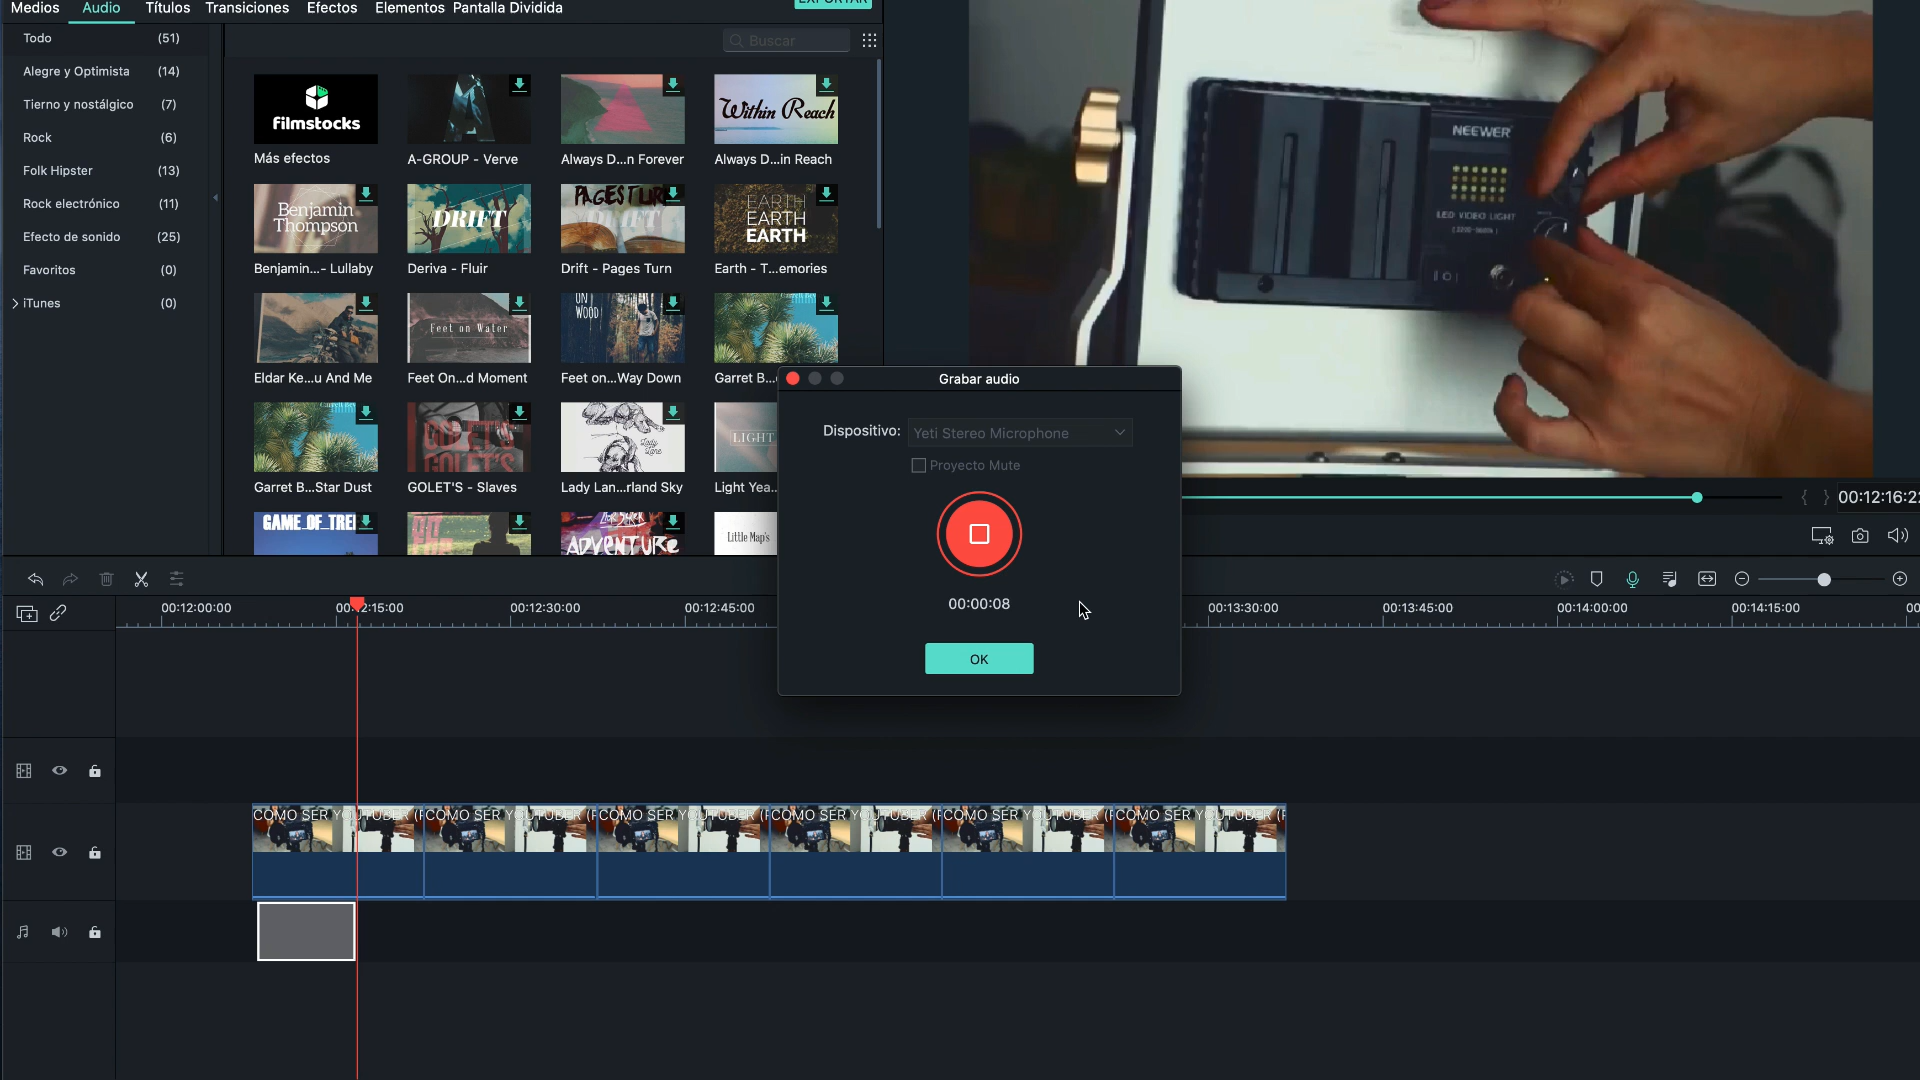 Medios Audio Títulos Transiciones Efectos Elementos Pantalla Dividida
EXPORTAR
Todo (51)
Alegre y Optimista (14)
Tierno y nostálgico (7)
Rock (6)
Folk Hipster (13)
Rock electrónico (11)
Efecto de sonido (25)
Favoritos (0)
iTunes (0)
Buscar
filmstocks
Within Reach
Más efectos
A-GROUP - Verve
Always D...n Forever
Always D...in Reach
Benjamin
Thompson
DRIFT
PAGES TURN
DRIFT
EARTH
EARTH
EARTH
Benjamin...- Lullaby
Deriva - Fluir
Drift - Pages Turn
Earth - T...emories
Feet on Water
ON
WOOD
Eldar Ke...u And Me
Feet On...d Moment
Feet on...Way Down
Garret B...
GOLET'S
GOLET'S
Lady
Lane
LIGHT
Garret B...Star Dust
GOLET'S - Slaves
Lady Lan...rland Sky
Light Yea...
GAME OF TRE
ADVENTURE
Little Map's
NEEWER
LED VIDEO LIGHT
00:12:16:22
Grabar audio
Dispositivo: Yeti Stereo Microphone
Proyecto Mute
00:00:08
OK
00:12:00:00 00:12:15:00 00:12:30:00 00:12:45:00 00:13:30:00 00:13:45:00 00:14:00:00 00:14:15:00 00
COMO SER YOUTUBER (F COMO SER YOUTUBER (F COMO SER YOUTUBER (F COMO SER YOUTUBER (F COMO SER YOUTUBER (F COMO SER YOUTUBER (F